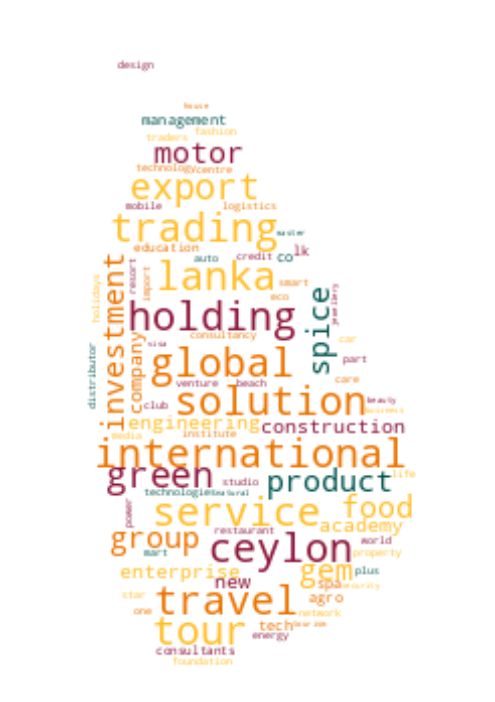 design
house
management
traders fashion
motor
technology centre
export
mobile logistics
trading
master
education
auto credit co lk
lanka
resort import smart
holidays investment eco
holding
spice jewellery
consultancy car
company visa
global part
distributor venture beach care
solution
club beauty
business
engineering construction
media institute
international
green life
studio product
technologies natural
service food
power academy
restaurant
group world
ceylon
mart property
enterprise gem plus
new spa security
travel agro
star
one network
tour tech tourism
energy
consultants
foundation